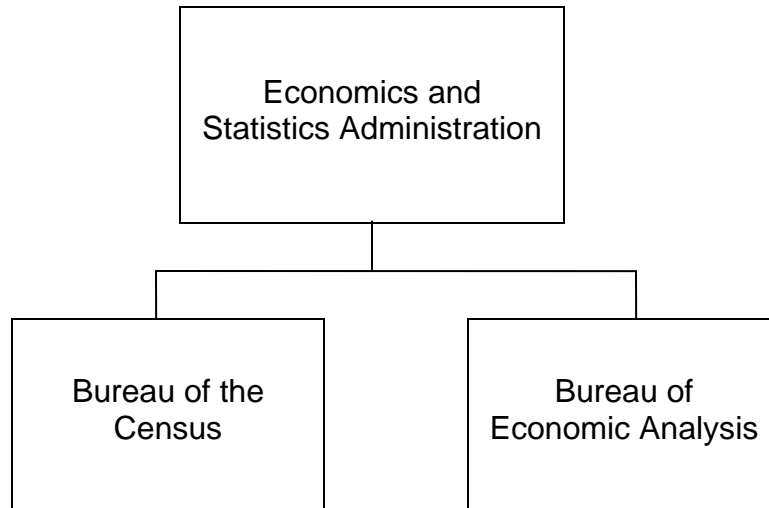 Economics and
Statistics Administration
Bureau of the
Census
Bureau of
Economic Analysis